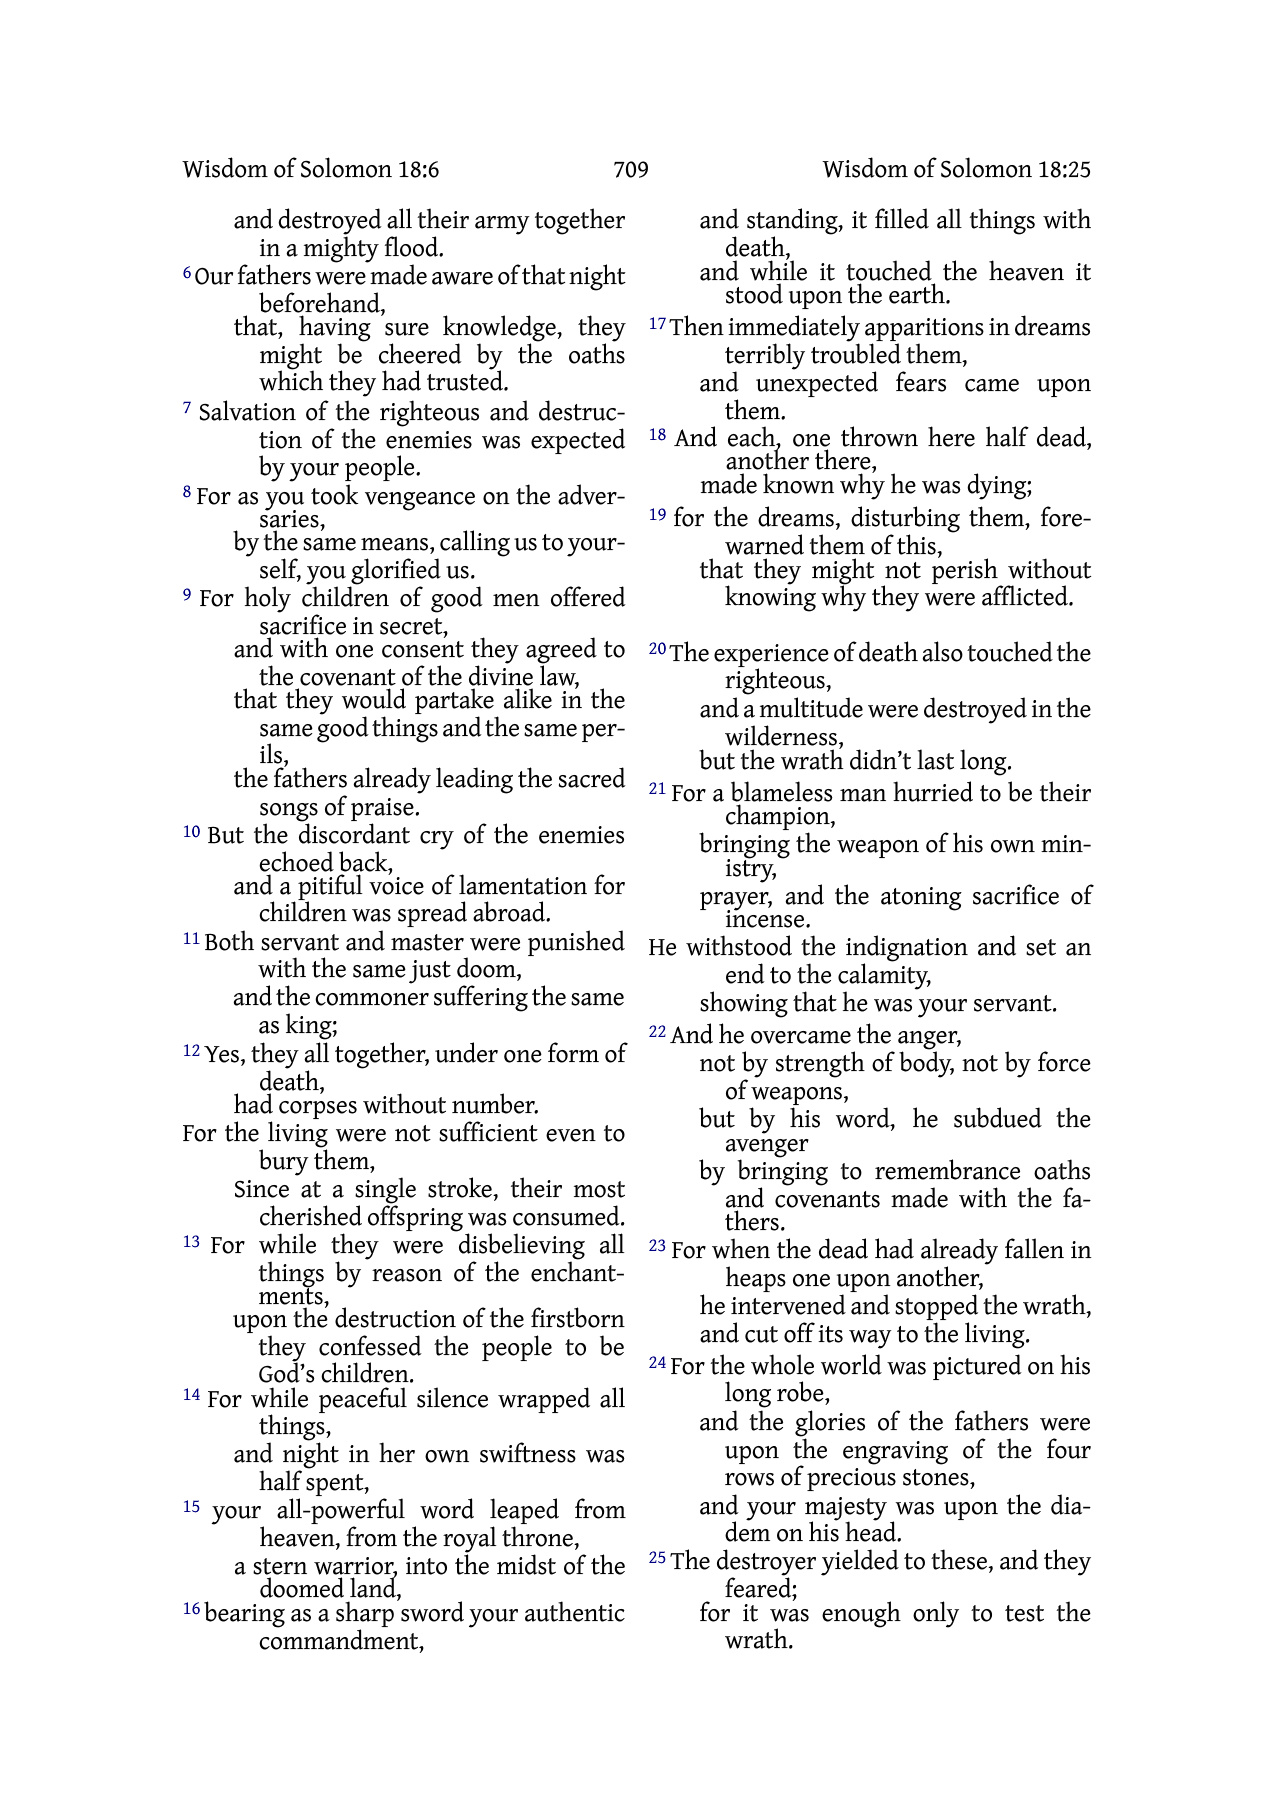 Wisdom of Solomon 18:6 709 Wisdom of Solomon 18:25
and destroyed all their army together
in a mighty flood.
6 Our fathers were made aware of that night
beforehand,
that, having sure knowledge, they
might be cheered by the oaths
which they had trusted.
7 Salvation of the righteous and destruc-
tion of the enemies was expected
by your people.
8 For as you took vengeance on the adver-
saries,
by the same means, calling us to your-
self, you glorified us.
9 For holy children of good men offered
sacrifice in secret,
and with one consent they agreed to
the covenant of the divine law,
that they would partake alike in the
same good things and the same per-
ils,
the fathers already leading the sacred
songs of praise.
10 But the discordant cry of the enemies
echoed back,
and a pitiful voice of lamentation for
children was spread abroad.
11 Both servant and master were punished
with the same just doom,
and the commoner suffering the same
as king;
12 Yes, they all together, under one form of
death,
had corpses without number.
For the living were not sufficient even to
bury them,
Since at a single stroke, their most
cherished offspring was consumed.
13 For while they were disbelieving all
things by reason of the enchant-
ments,
upon the destruction of the firstborn
they confessed the people to be
God’s children.
14 For while peaceful silence wrapped all
things,
and night in her own swiftness was
half spent,
15 your all-powerful word leaped from
heaven, from the royal throne,
a stern warrior, into the midst of the
doomed land,
16 bearing as a sharp sword your authentic
commandment,
and standing, it filled all things with
death,
and while it touched the heaven it
stood upon the earth.
17 Then immediately apparitions in dreams
terribly troubled them,
and unexpected fears came upon
them.
18 And each, one thrown here half dead,
another there,
made known why he was dying;
19 for the dreams, disturbing them, fore-
warned them of this,
that they might not perish without
knowing why they were afflicted.
20 The experience of death also touched the
righteous,
and a multitude were destroyed in the
wilderness,
but the wrath didn’t last long.
21 For a blameless man hurried to be their
champion,
bringing the weapon of his own min-
istry,
prayer, and the atoning sacrifice of
incense.
He withstood the indignation and set an
end to the calamity,
showing that he was your servant.
22 And he overcame the anger,
not by strength of body, not by force
of weapons,
but by his word, he subdued the
avenger
by bringing to remembrance oaths
and covenants made with the fa-
thers.
23 For when the dead had already fallen in
heaps one upon another,
he intervened and stopped the wrath,
and cut off its way to the living.
24 For the whole world was pictured on his
long robe,
and the glories of the fathers were
upon the engraving of the four
rows of precious stones,
and your majesty was upon the dia-
dem on his head.
25 The destroyer yielded to these, and they
feared;
for it was enough only to test the
wrath.